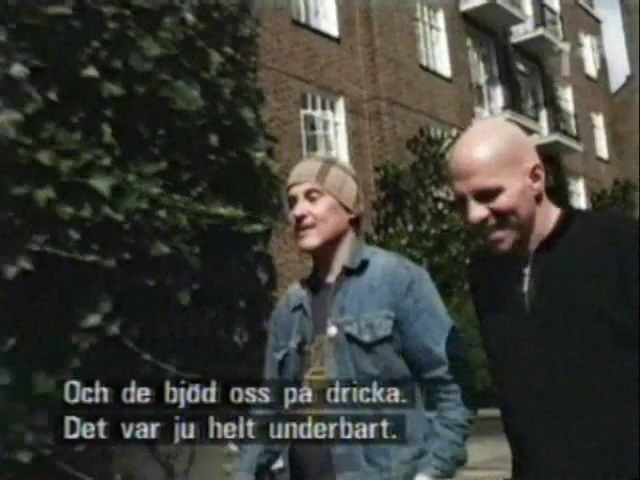 Och de bjöd oss på dricka.
Det var ju helt underbart.